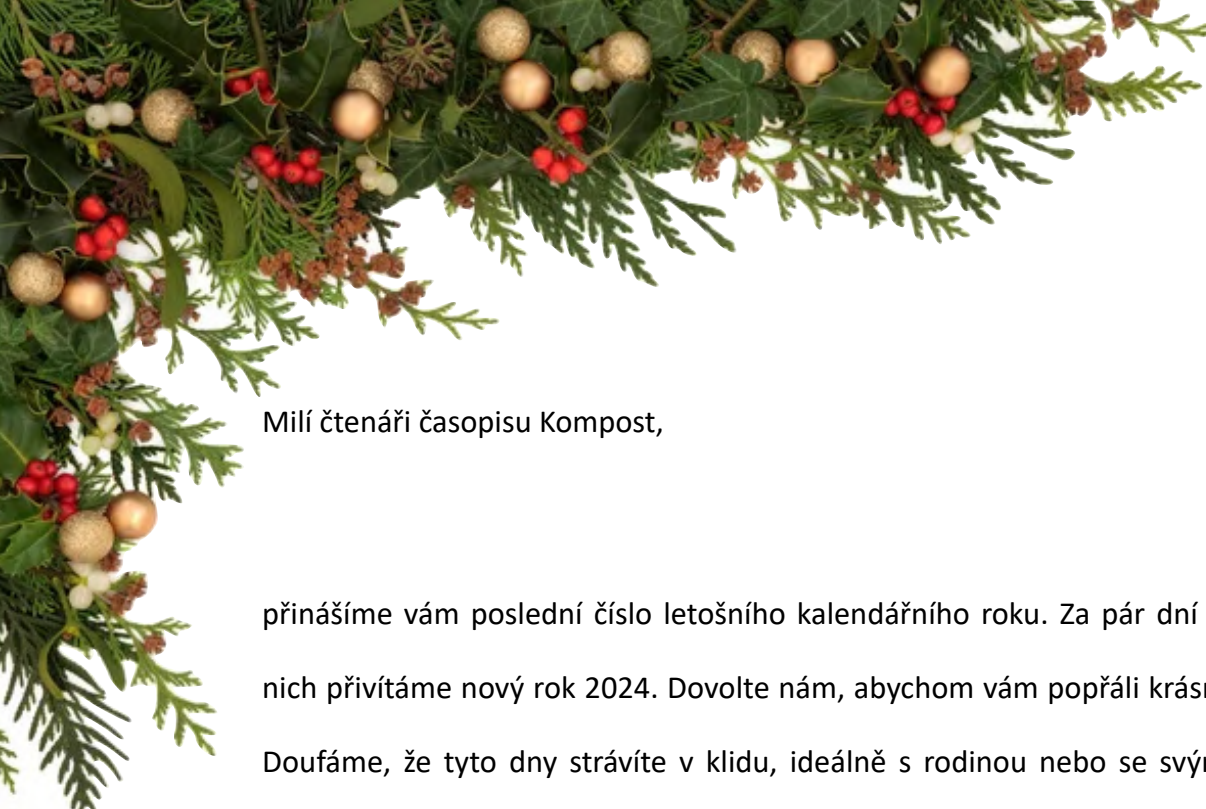 Milí čtenáři časopisu Kompost,
přinášíme vám poslední číslo letošního kalendářního roku. Za pár dní
nich přivítáme nový rok 2024. Dovolte nám, abychom vám popřáli
Doufáme, že tyto dny strávíte v klidu, ideálně s rodinou nebo se